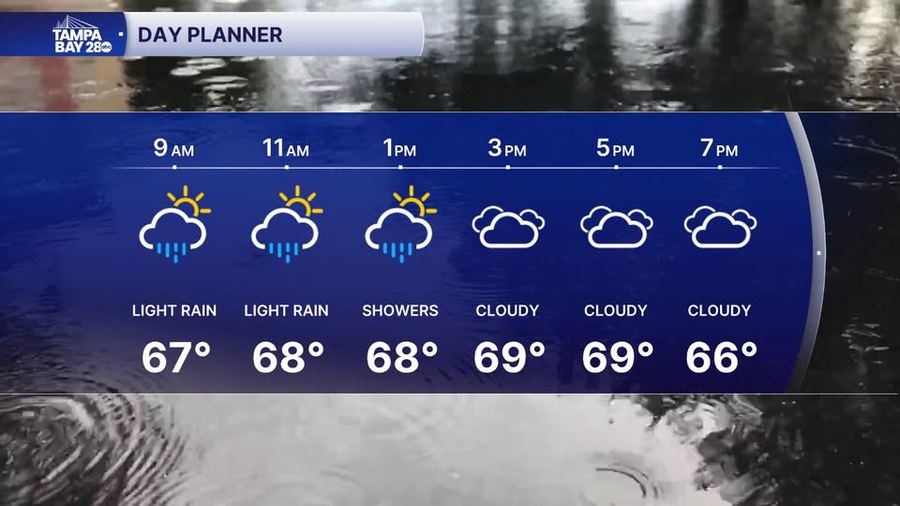 TAMPA
BAY 28 abc
DAY PLANNER
9 AM 11 AM 1 PM 3 PM 5 PM 7 PM
LIGHT RAIN LIGHT RAIN SHOWERS CLOUDY CLOUDY CLOUDY
67° 68° 68° 69° 69° 66°